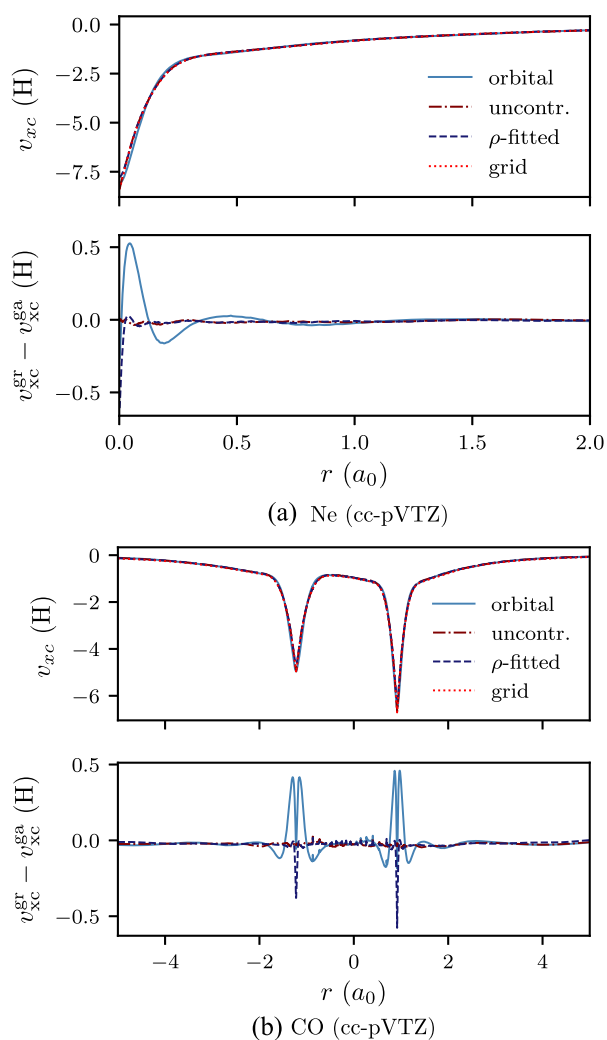 0.0
−2.5
−5.0
−7.5
v_xc (H)
orbital
uncontr.
ρ-fitted
grid
0.5
0.0
−0.5
v_xc^gr − v_xc^ga (H)
0.0 0.5 1.0 1.5 2.0
r (a_0)
(a) Ne (cc-pVTZ)
0
−2
−4
−6
v_xc (H)
orbital
uncontr.
ρ-fitted
grid
0.5
0.0
−0.5
v_xc^gr − v_xc^ga (H)
−4 −2 0 2 4
r (a_0)
(b) CO (cc-pVTZ)